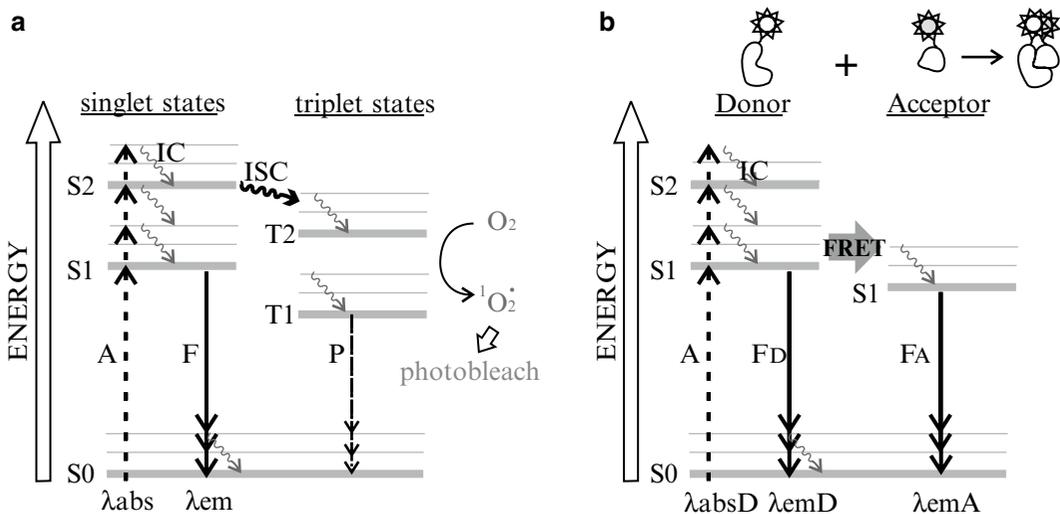 a
singlet states
triplet states
ENERGY
IC
S2
ISC
T2
S1
T1
A
F
P
O₂
¹O₂•
photobleach
S0
λabs
λem
b
+
Donor
Acceptor
ENERGY
IC
S2
S1
FRET
S1
A
FD
FA
S0
λabsD
λemD
λemA